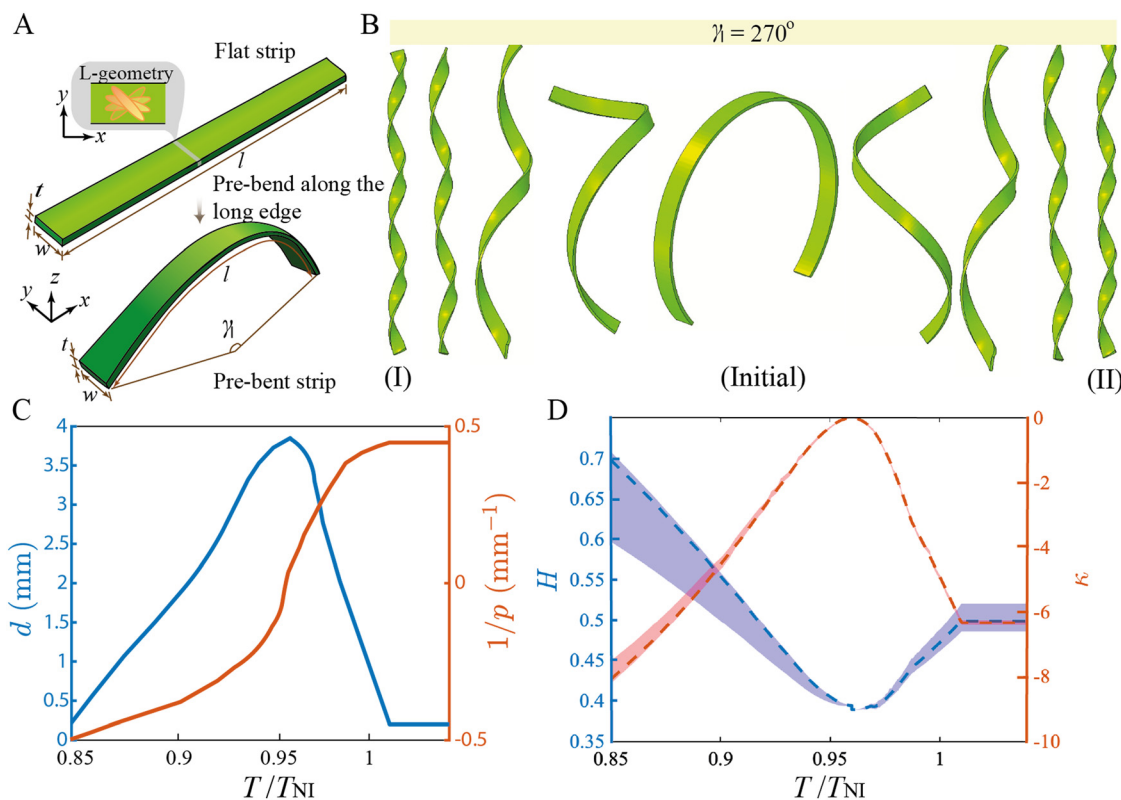 A
Flat strip
L-geometry
y
x
l
t
w
Pre-bend along the
long edge
z
y
x
l
γl
t
w
Pre-bent strip
B
γl = 270°
(I)
(Initial)
(II)
C
4
3.5
3
2.5
2
1.5
1
0.5
0
d (mm)
0.5
0
-0.5
1/p (mm⁻¹)
0.85
0.9
0.95
1
T/TNI
D
0.7
0.65
0.6
0.55
0.5
0.45
0.4
0.35
H
0
-2
-4
-6
-8
-10
κ
0.85
0.9
0.95
1
T/TNI